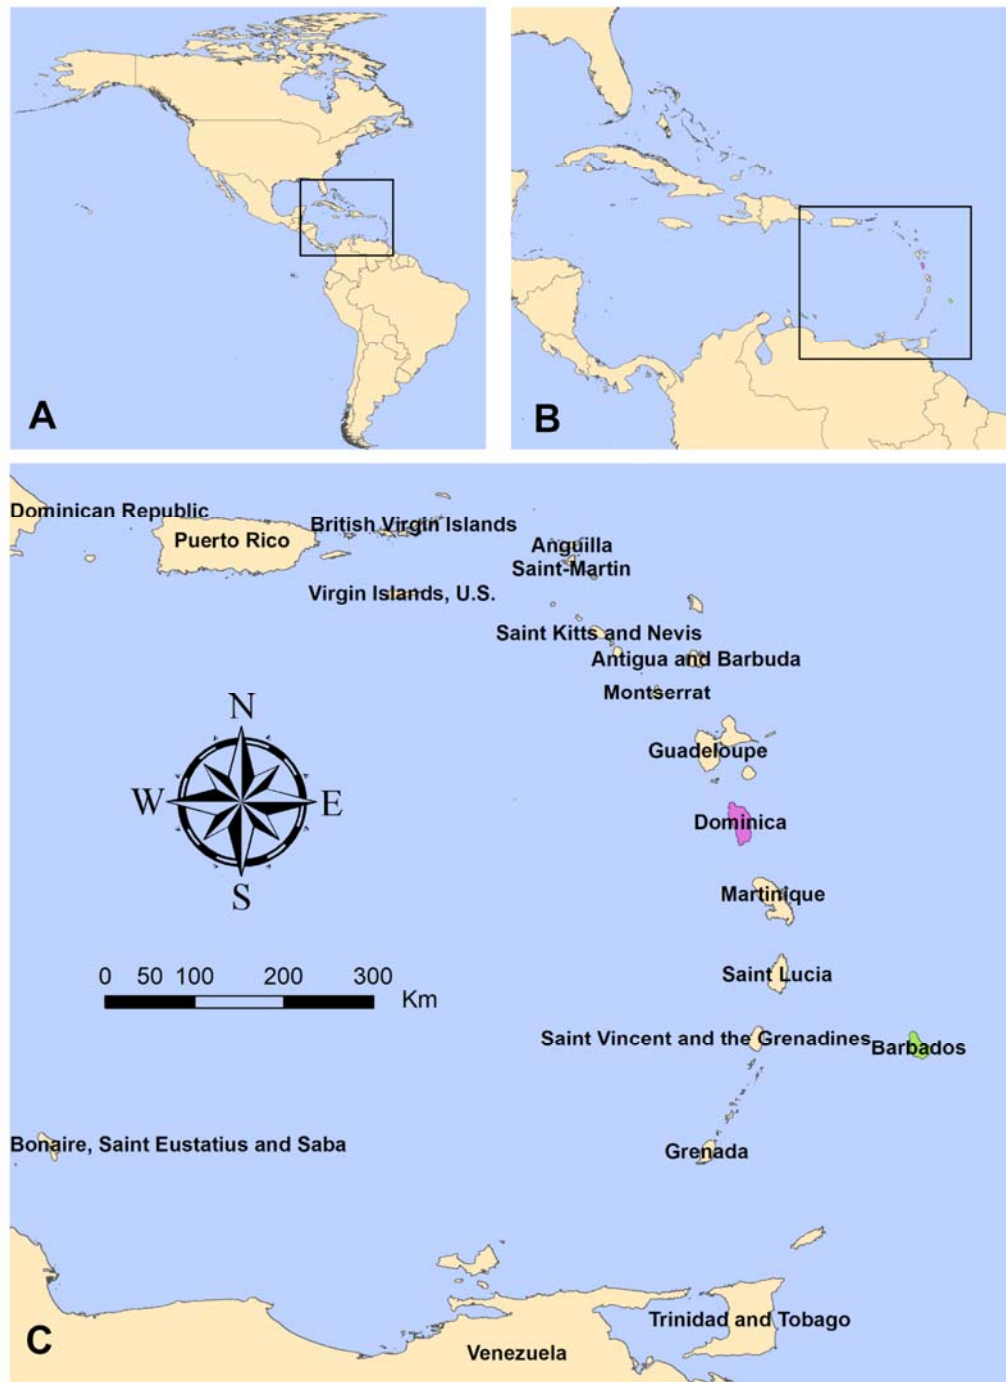 A
B
Dominican Republic
Puerto Rico
British Virgin Islands
Anguilla
Saint-Martin
Virgin Islands, U.S.
Saint Kitts and Nevis
Antigua and Barbuda
Montserrat
N
Guadeloupe
W
E
Dominica
S
Martinique
0 50 100 200 300
Km
Saint Lucia
Saint Vincent and the Grenadines
Barbados
Bonaire, Saint Eustatius and Saba
Grenada
Trinidad and Tobago
C
Venezuela